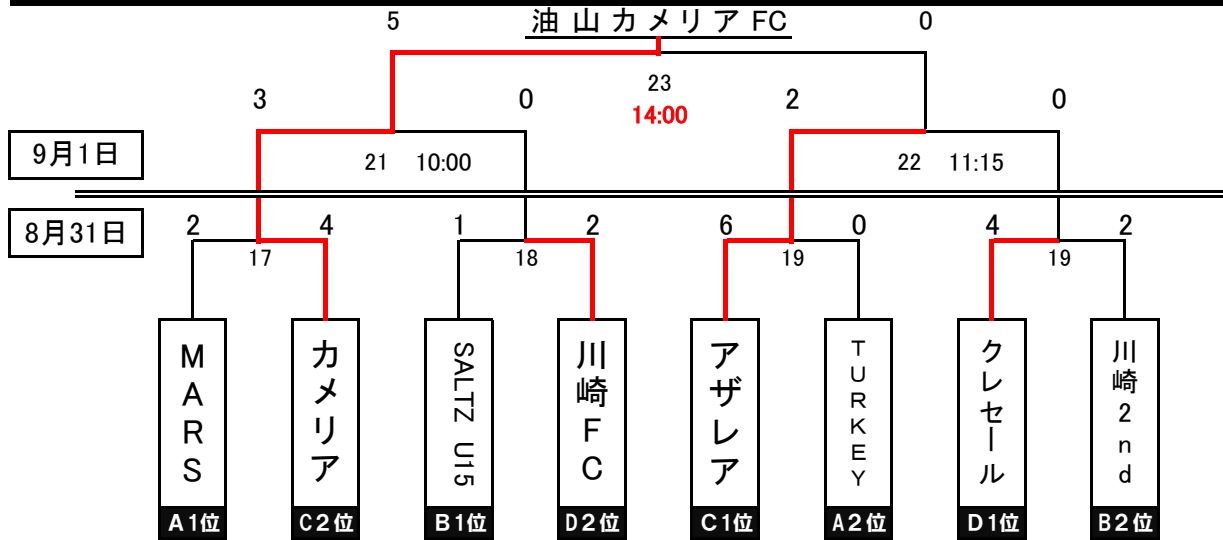 5 油山カメリアFC 0
23
3 0 14:00 2 0
9月1日 21 10:00 22 11:15
8月31日 2 4 1 2 6 0 4 2
17 18 19 19
MARS カメリア SALTZ U15 川崎FC アザレア TURKEY クレセール 川崎2nd
A1位 C2位 B1位 D2位 C1位 A2位 D1位 B2位